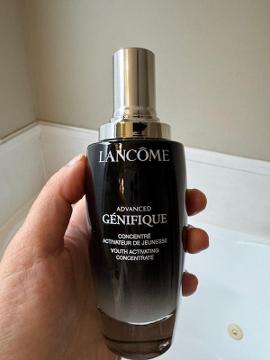 LANCÔME
ADVANCED
GÉNIFIQUE
CONCENTRÉ
ACTIVATEUR DE JEUNESSE
YOUTH ACTIVATING
CONCENTRATE